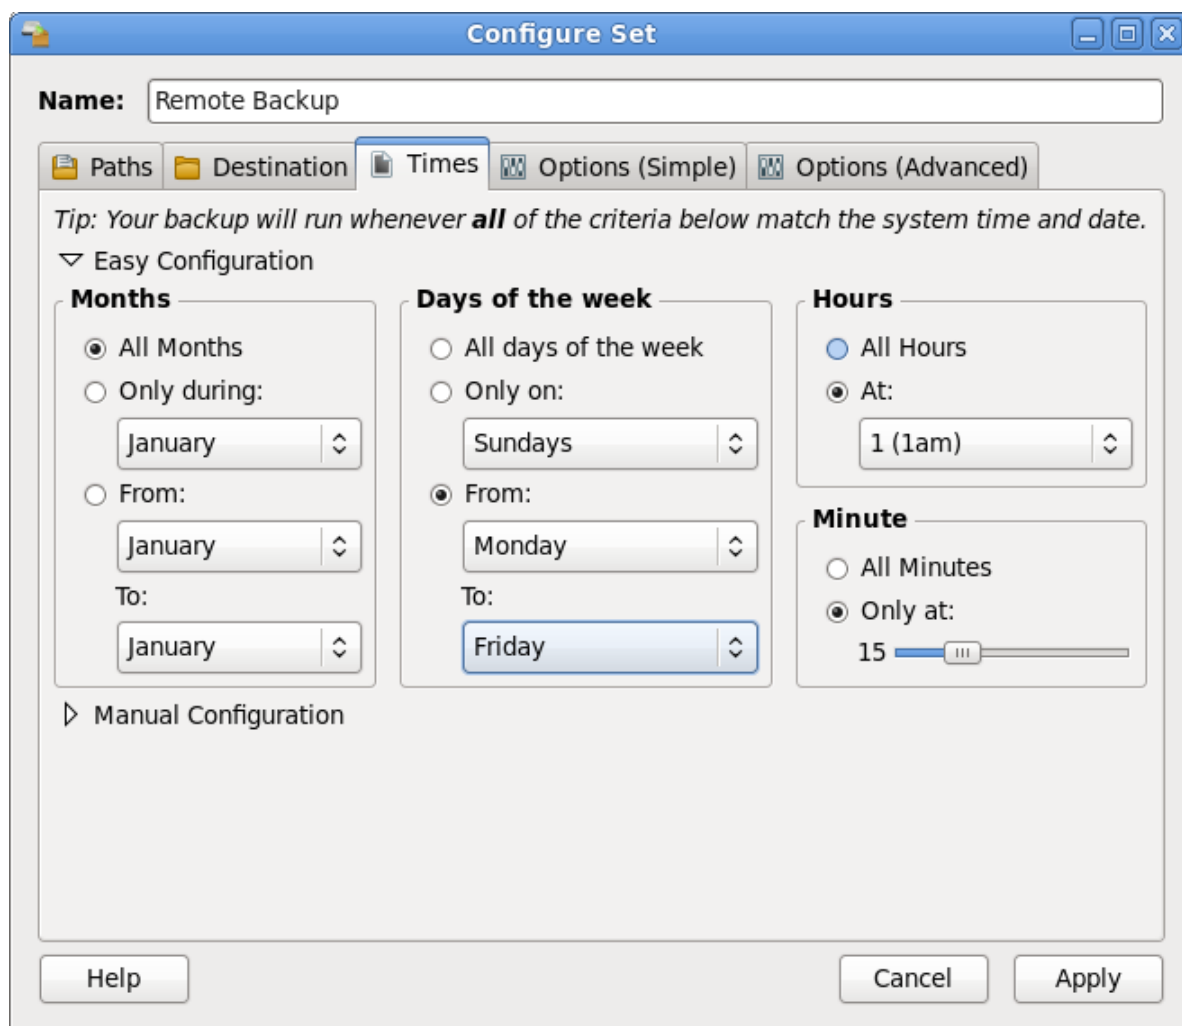 Configure Set
Name: Remote Backup
Paths Destination Times Options (Simple) Options (Advanced)
Tip: Your backup will run whenever all of the criteria below match the system time and date.
Easy Configuration
Months
All Months
Only during:
January
From:
January
To:
January
Days of the week
All days of the week
Only on:
Sundays
From:
Monday
To:
Friday
Hours
All Hours
At:
1 (1am)
Minute
All Minutes
Only at:
15
Manual Configuration
Help Cancel Apply